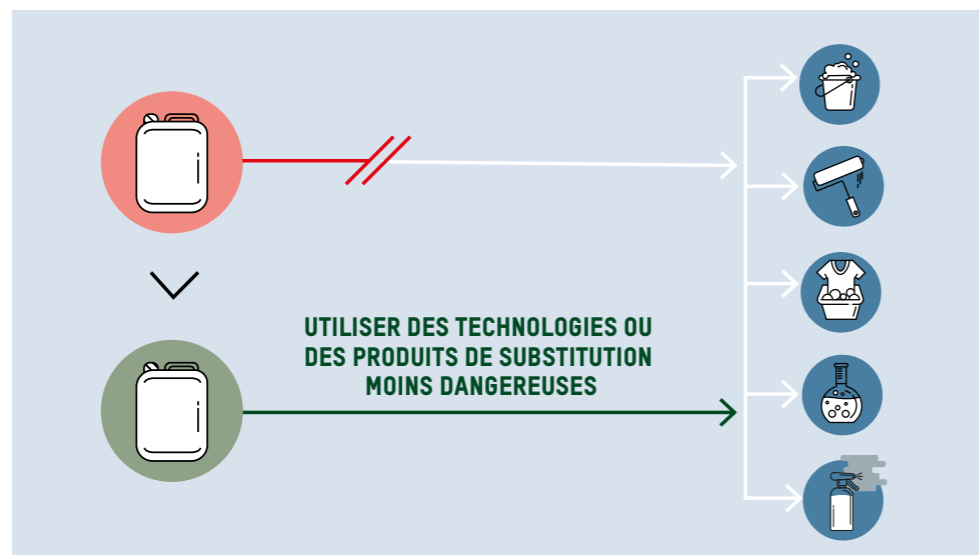 UTILISER DES TECHNOLOGIES OU
DES PRODUITS DE SUBSTITUTION
MOINS DANGEREUSES